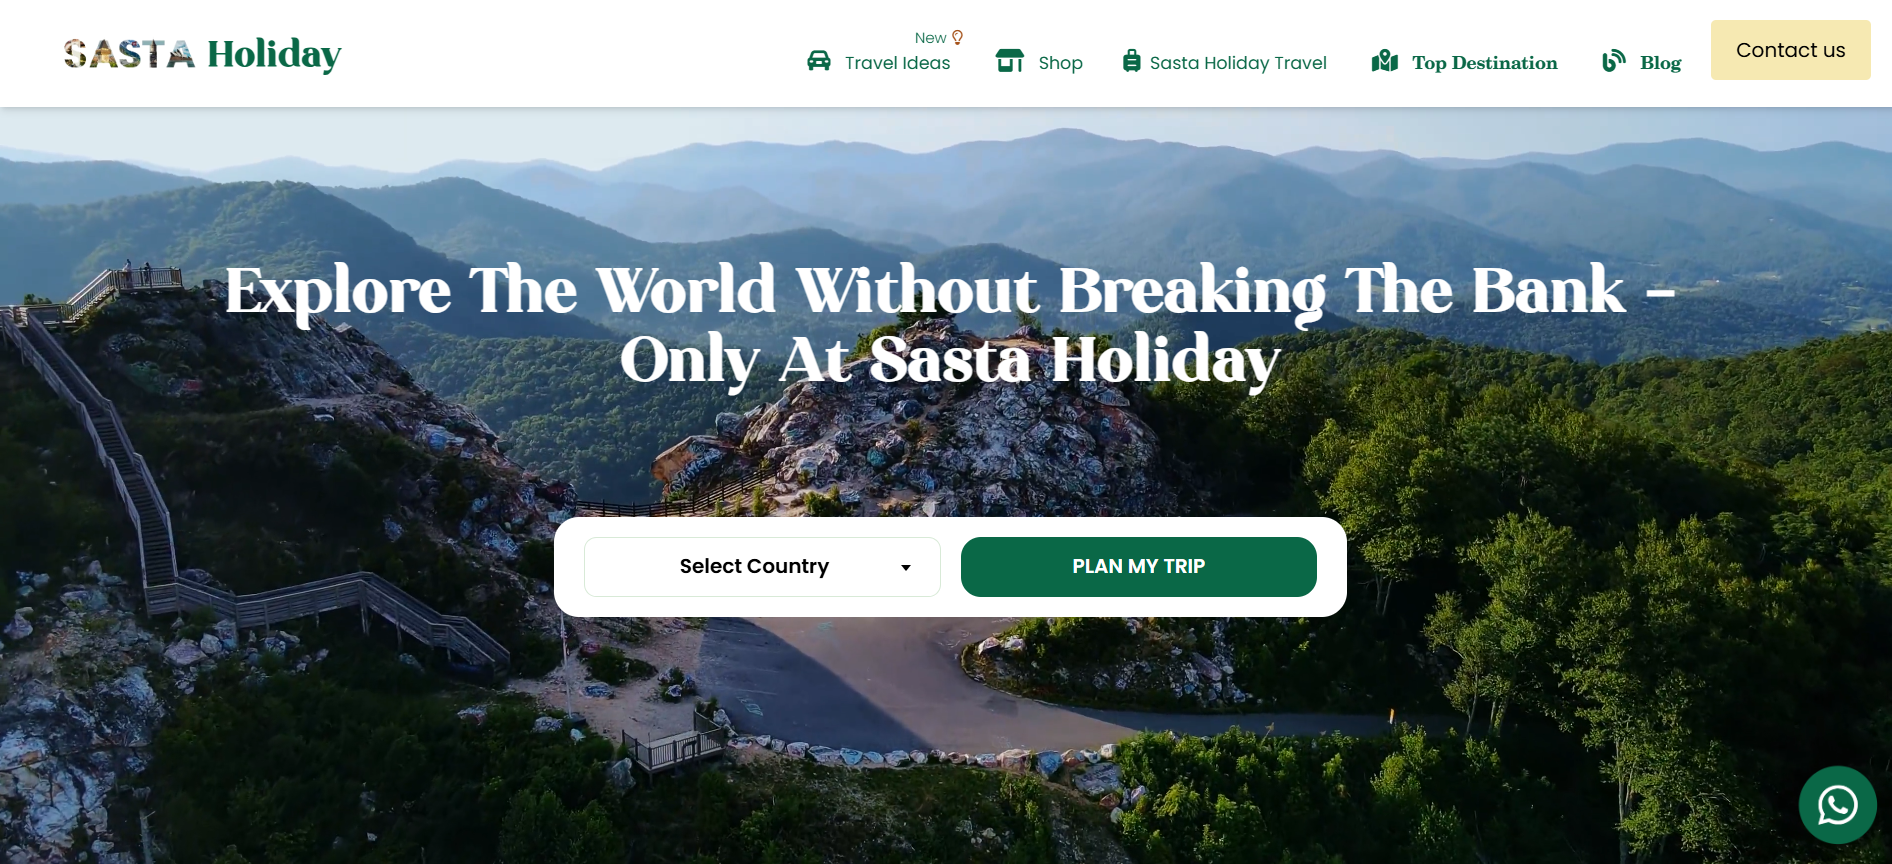 SASTA Holiday
New
Travel Ideas
Shop
Sasta Holiday Travel
Top Destination
Blog
Contact us
Explore The World Without Breaking The Bank -
Only At Sasta Holiday
Select Country
PLAN MY TRIP